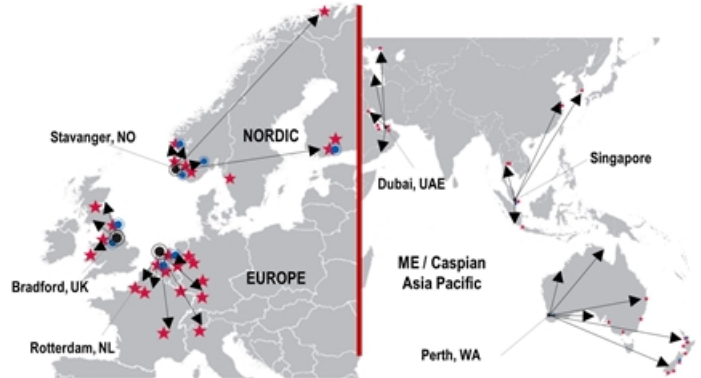 Stavanger, NO
NORDIC
Bradford, UK
EUROPE
Rotterdam, NL
Dubai, UAE
Singapore
ME / Caspian
Asia Pacific
Perth, WA